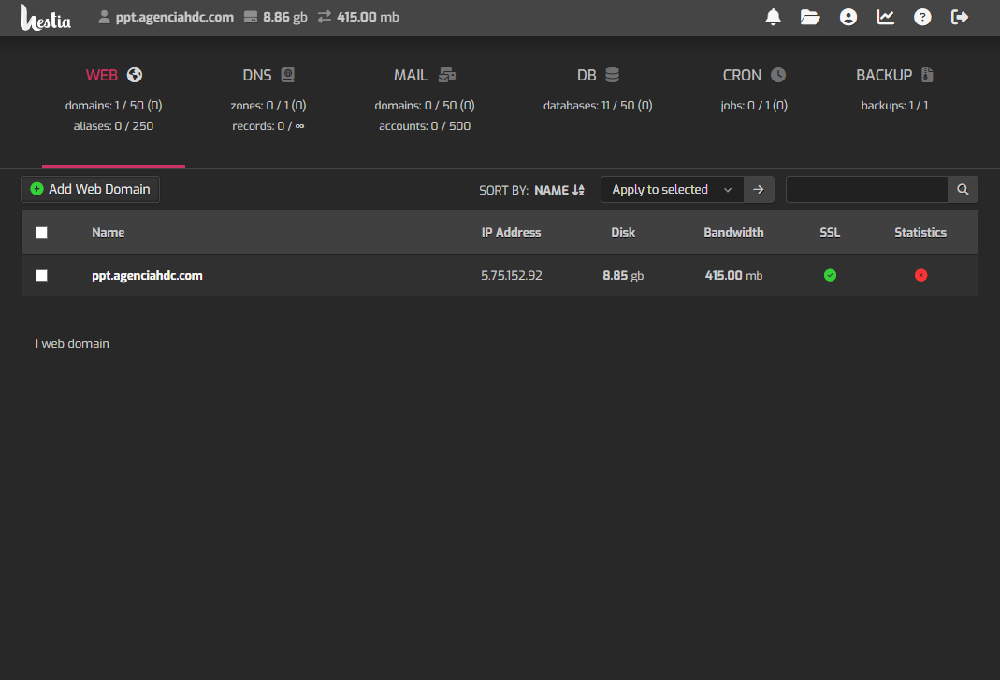 hestia
ppt.agenciahdc.com 8.86 gb 415.00 mb
WEB DNS MAIL DB CRON BACKUP
domains: 1 / 50 (0) zones: 0 / 1 (0) domains: 0 / 50 (0) databases: 11 / 50 (0) jobs: 0 / 1 (0) backups: 1 / 1
aliases: 0 / 250 records: 0 / ∞ accounts: 0 / 500
Add Web Domain SORT BY: NAME Apply to selected
Name IP Address Disk Bandwidth SSL Statistics
ppt.agenciahdc.com 5.75.152.92 8.85 gb 415.00 mb
1 web domain